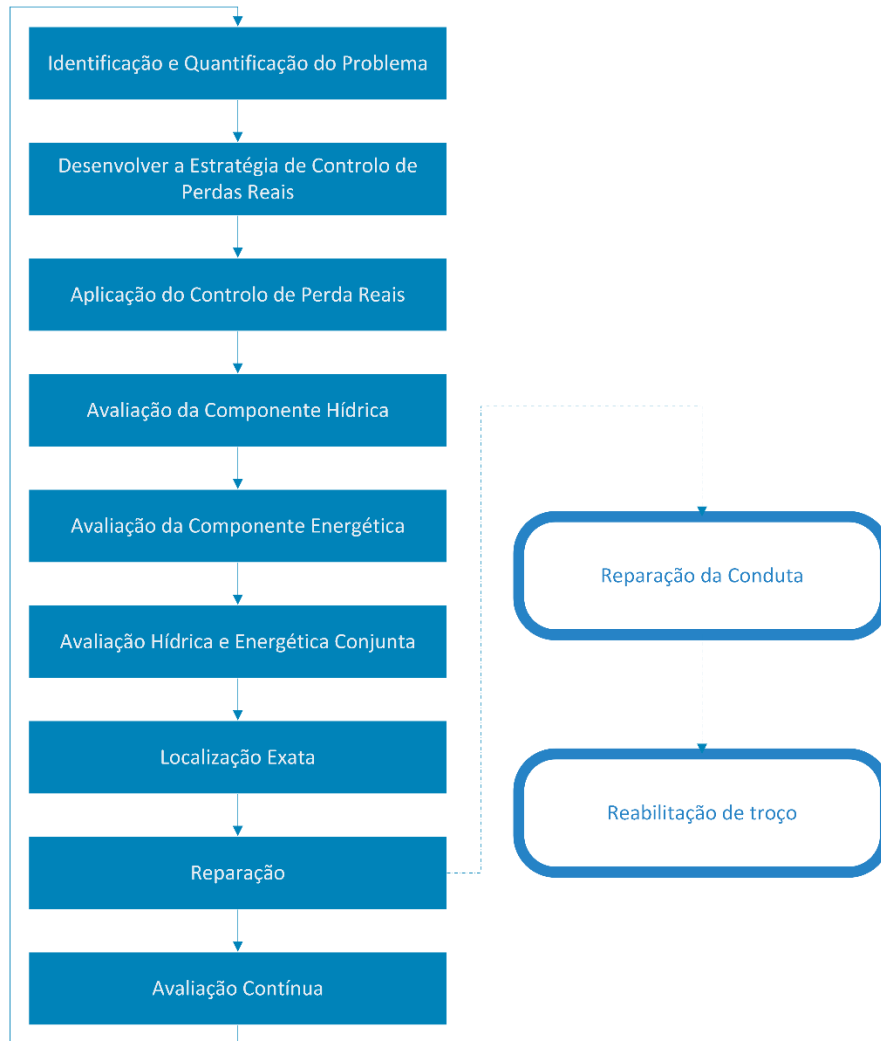 Identificação e Quantificação do Problema
Desenvolver a Estratégia de Controlo de
Perdas Reais
Aplicação do Controlo de Perda Reais
Avaliação da Componente Hídrica
Avaliação da Componente Energética
Avaliação Hídrica e Energética Conjunta
Localização Exata
Reparação
Avaliação Contínua
Reparação da Conduta
Reabilitação de troço